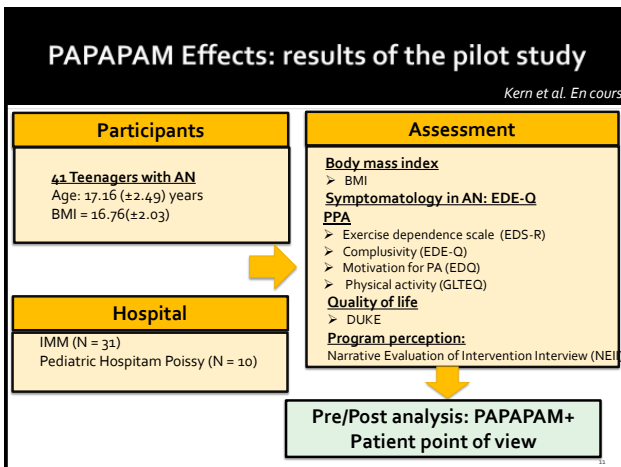 PAPAPAM Effects: results of the pilot study
Kern et al. En cours
Participants
41 Teenagers with AN
Age: 17.16 (±2.49) years
BMI = 16.76(±2.03)
Hospital
IMM (N = 31)
Pediatric Hospitam Poissy (N = 10)
Assessment
Body mass index
➢ BMI
Symptomatology in AN: EDE-Q
PPA
➢ Exercise dependence scale (EDS-R)
➢ Complusivity (EDE-Q)
➢ Motivation for PA (EDQ)
➢ Physical activity (GLTEQ)
Quality of life
➢ DUKE
Program perception:
Narrative Evaluation of Intervention Interview (NEII
Pre/Post analysis: PAPAPAM+
Patient point of view
11